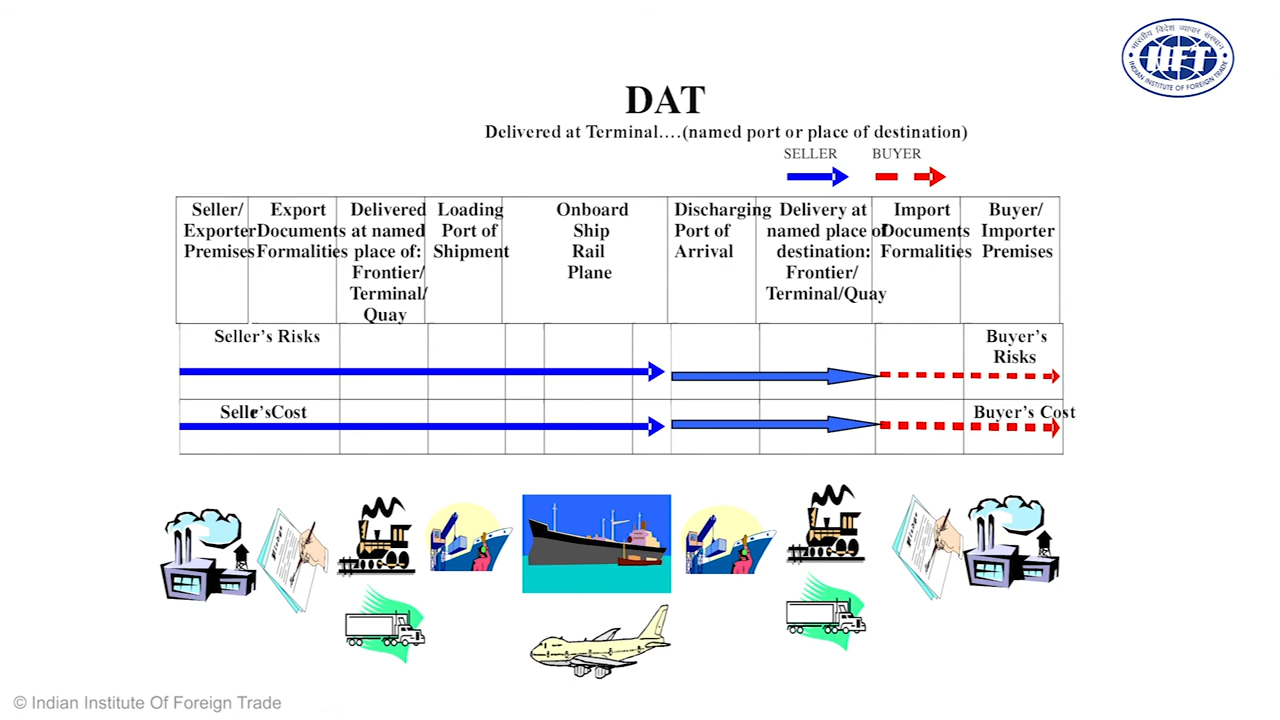 भारतीय विदेश व्यापार संस्थान
IIFT
INDIAN INSTITUTE OF FOREIGN TRADE
DAT
Delivered at Terminal....(named port or place of destination)
SELLER
BUYER
Seller/
Exporter
Premises
Export
Documents
Formalities
Delivered
at named
place of:
Frontier/
Terminal/
Quay
Loading
Port of
Shipment
Onboard
Ship
Rail
Plane
Discharging
Port of
Arrival
Delivery at
named place of
destination:
Frontier/
Terminal/Quay
Import
Documents
Formalities
Buyer/
Importer
Premises
Seller's Risks
Buyer's
Risks
Seller'sCost
Buyer's Cost
© Indian Institute Of Foreign Trade